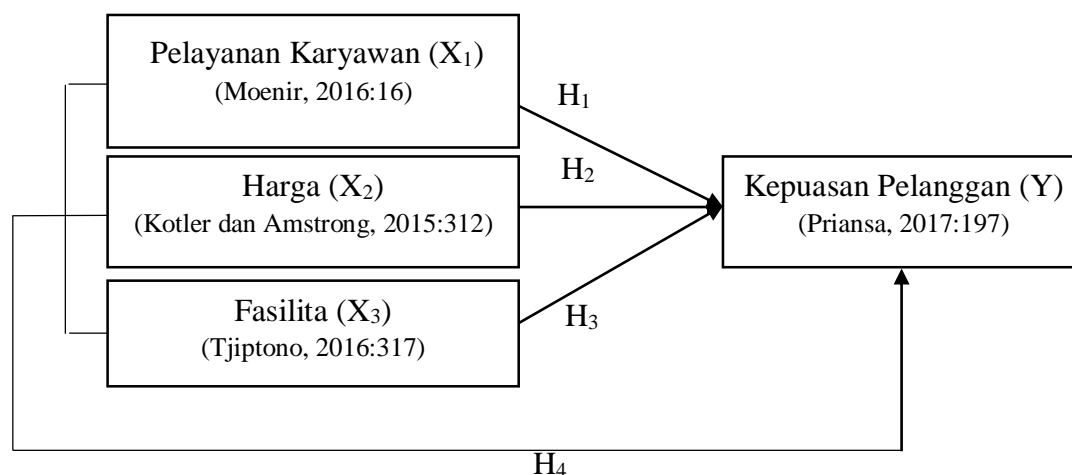 Pelayanan Karyawan (X₁)
(Moenir, 2016:16)
H₁
Harga (X₂)
(Kotler dan Amstrong, 2015:312)
H₂
Kepuasan Pelanggan (Y)
(Priansa, 2017:197)
Fasilita (X₃)
(Tjiptono, 2016:317)
H₃
H₄